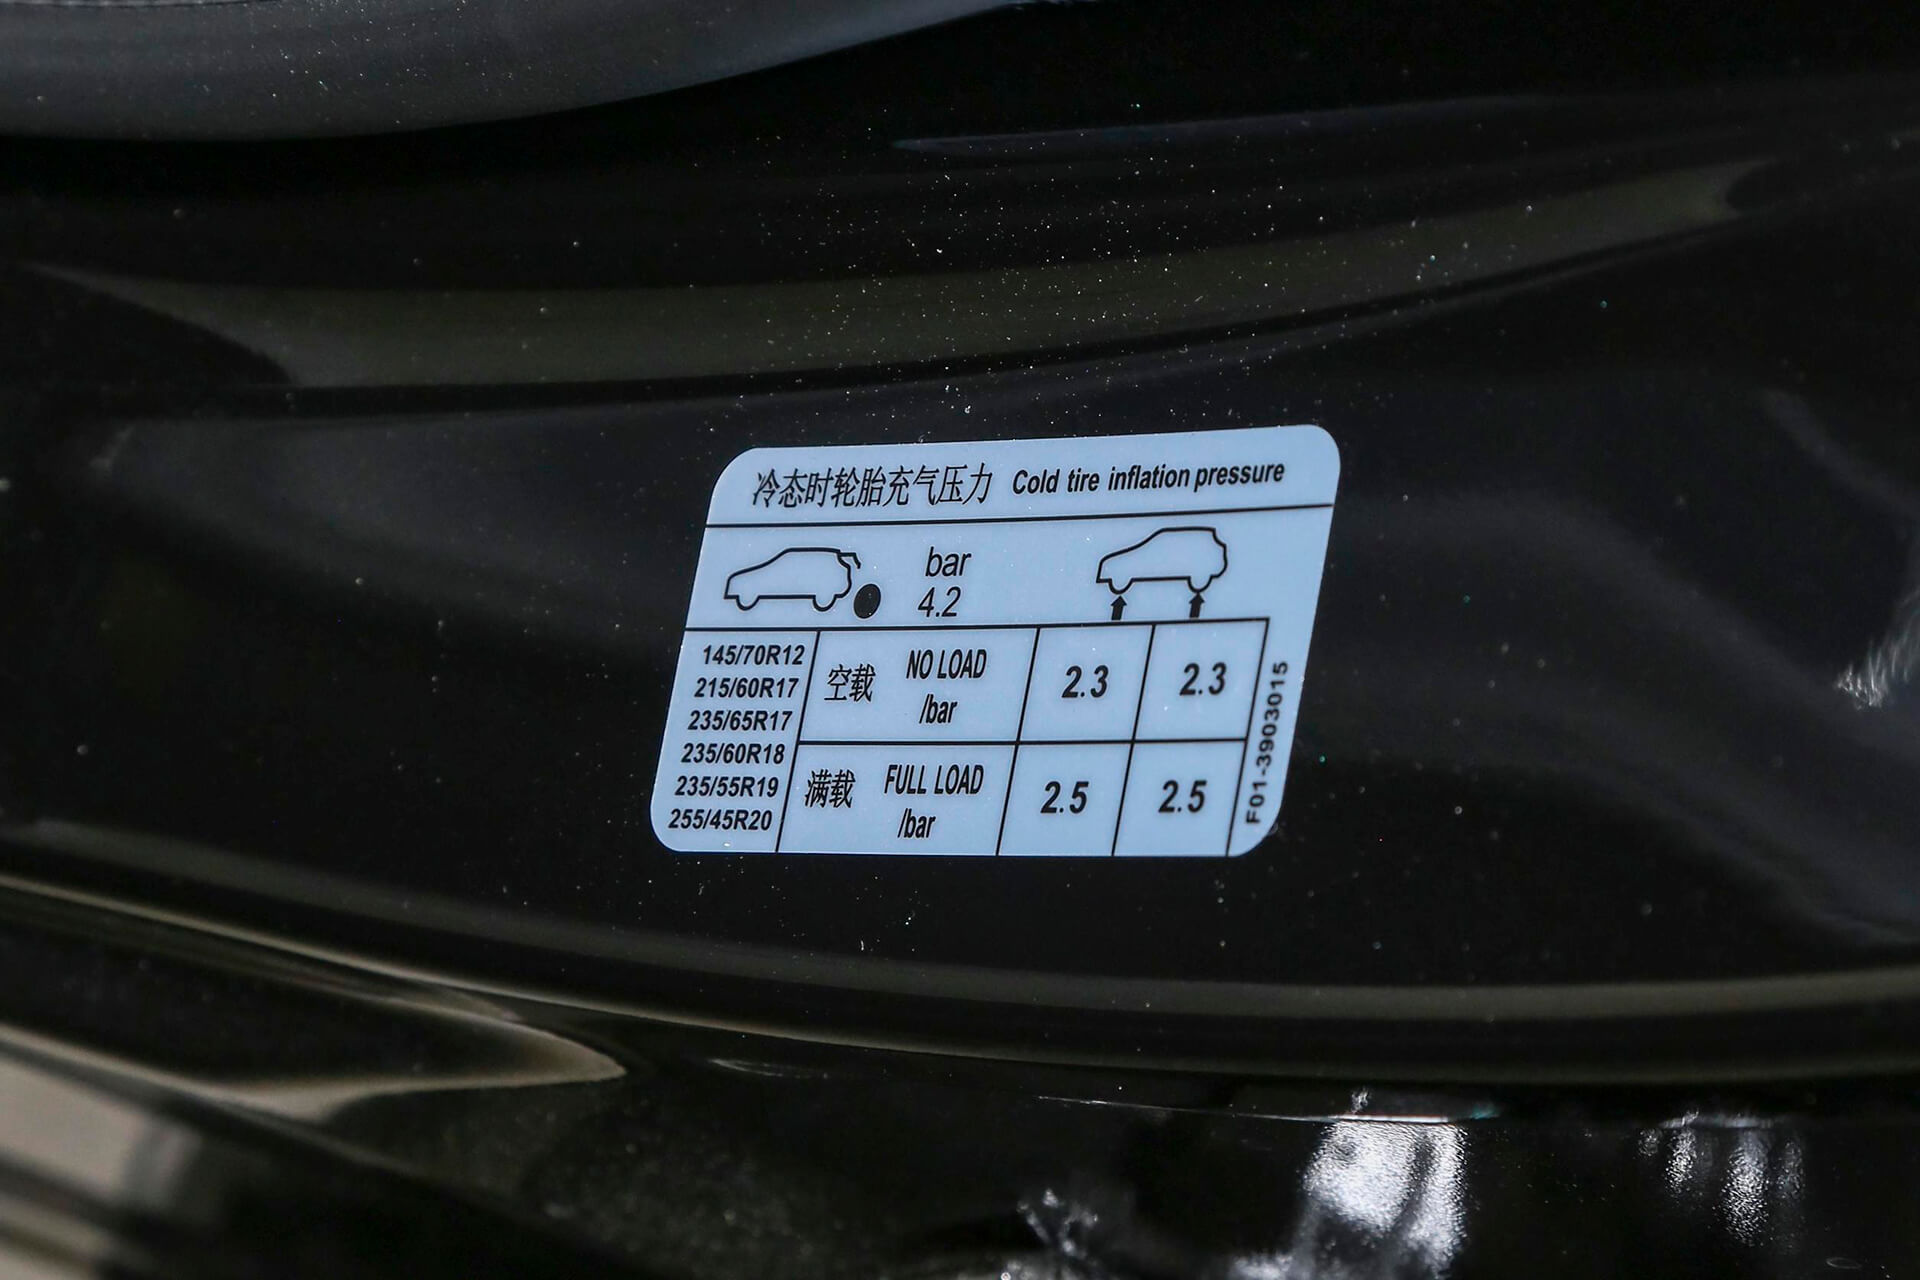 冷态时轮胎充气压力 Cold tire inflation pressure
bar
4.2
145/70R12
215/60R17
235/65R17
235/60R18
235/55R19
255/45R20
空载 NO LOAD /bar 2.3 2.3
满载 FULL LOAD /bar 2.5 2.5
F01-3903015